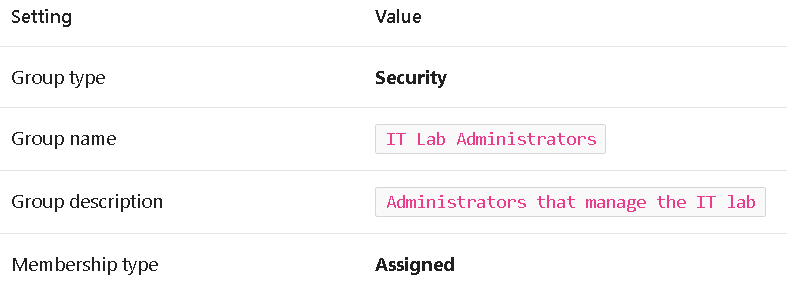 Setting Value
Group type Security
Group name IT Lab Administrators
Group description Administrators that manage the IT lab
Membership type Assigned